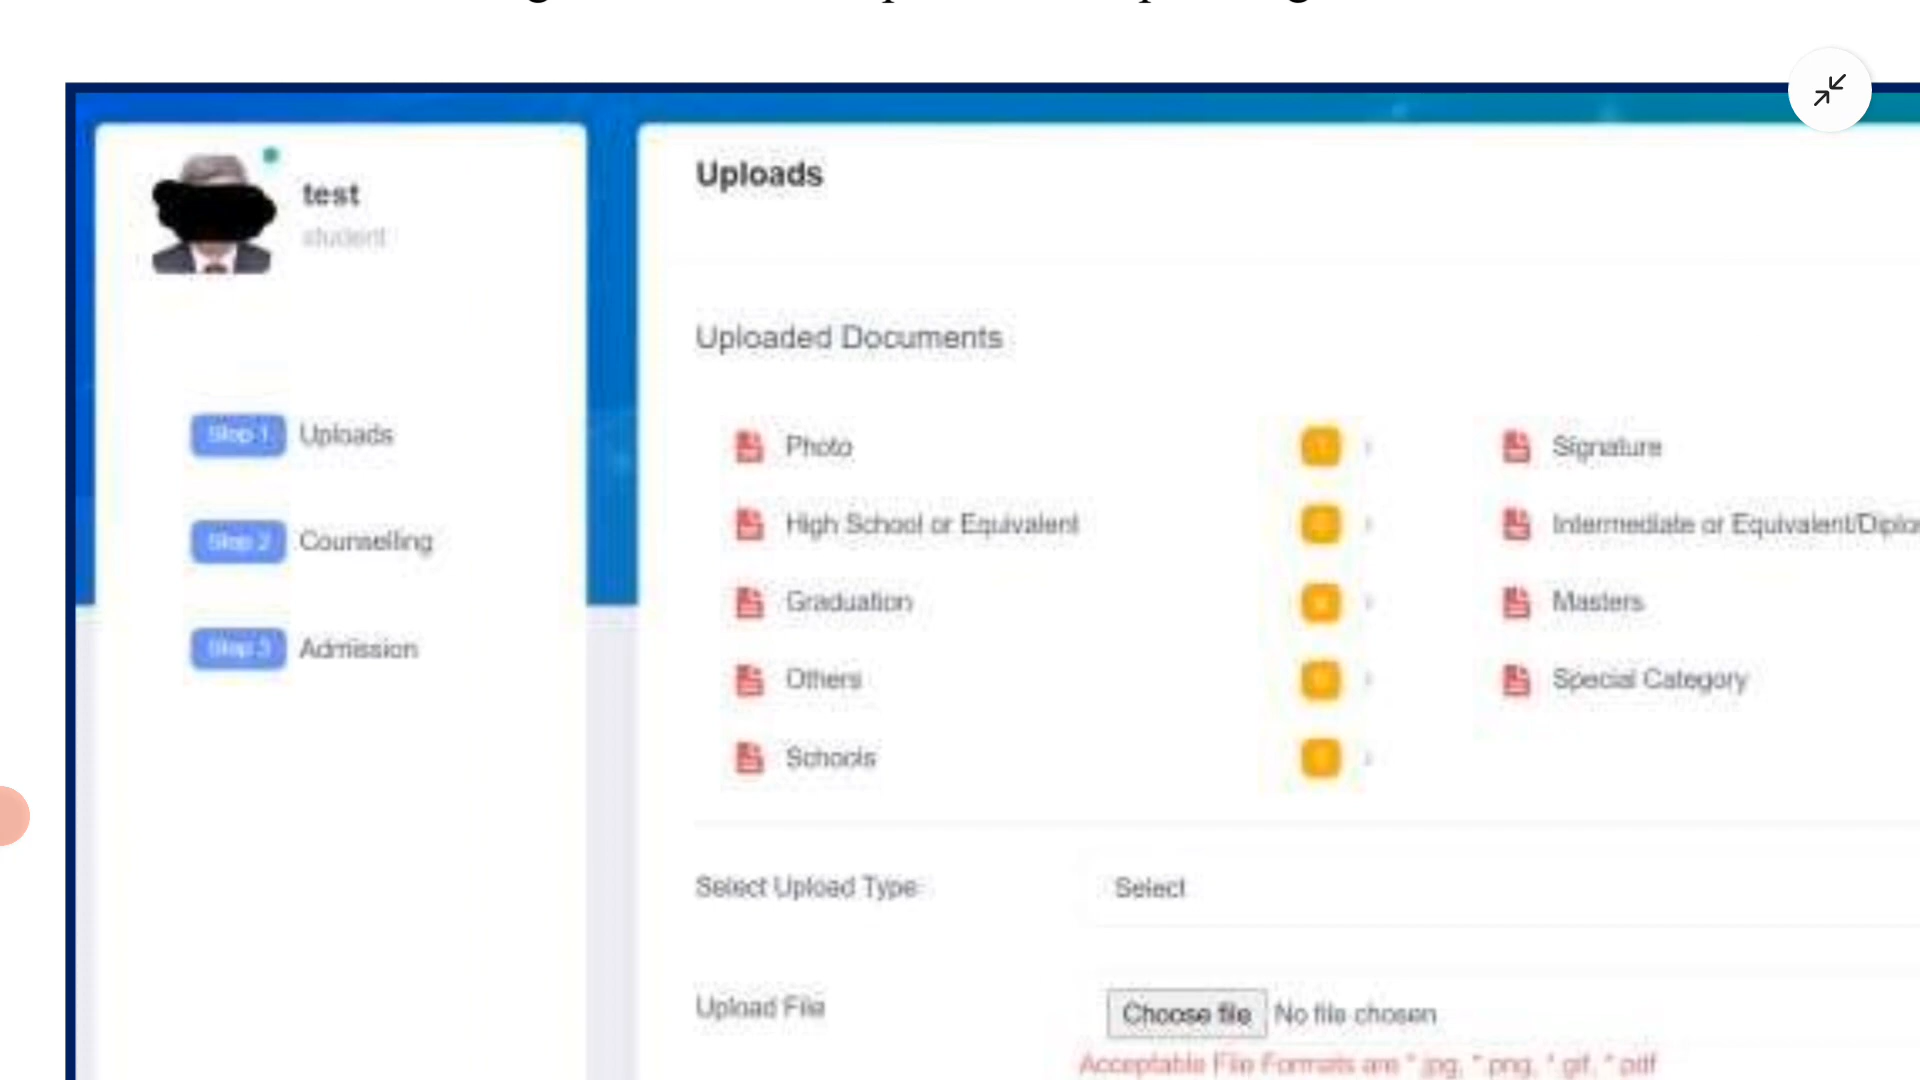 test
student
Step 1 Uploads
Step 2 Counselling
Step 3 Admission
Uploads
Uploaded Documents
Photo
Signature
High School or Equivalent
Intermediate or Equivalent/Diplo
Graduation
Masters
Others
Special Category
Schools
Select Upload Type
Select
Upload File
Choose file No file chosen
Acceptable File Formats are *.jpg, *.png, *.gif, *.pdf